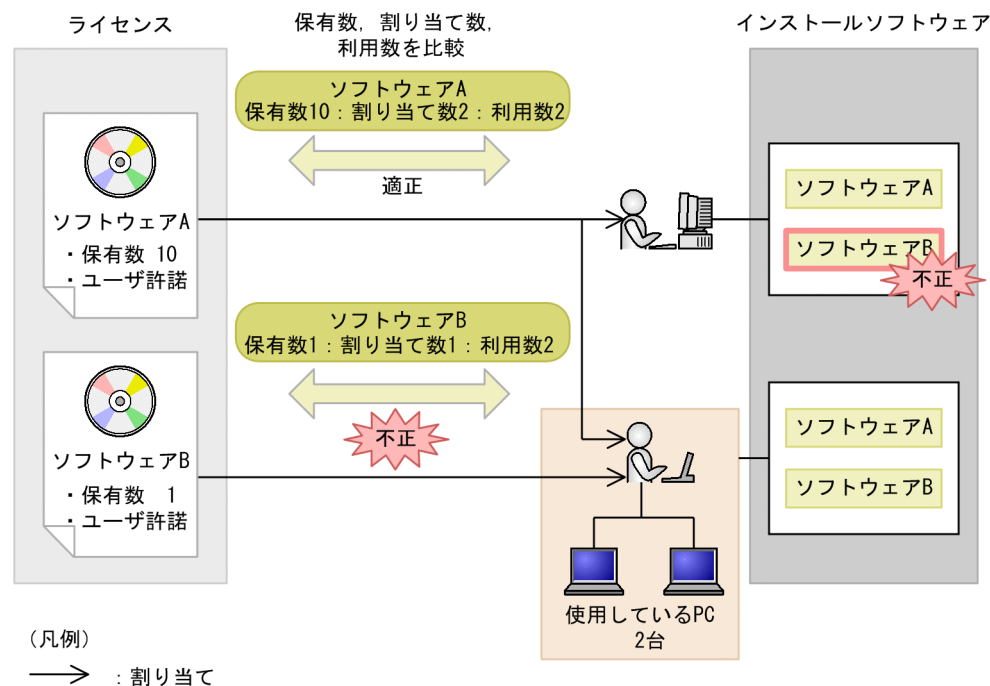 ライセンス
保有数，割り当て数，
利用数を比較
インストールソフトウェア
ソフトウェアA
保有数10：割り当て数2：利用数2
適正
ソフトウェアA
・保有数 10
・ユーザ許諾
ソフトウェアA
ソフトウェアB
不正
ソフトウェアB
保有数1：割り当て数1：利用数2
不正
ソフトウェアB
・保有数 1
・ユーザ許諾
ソフトウェアA
ソフトウェアB
使用しているPC
2台
（凡例）
：割り当て